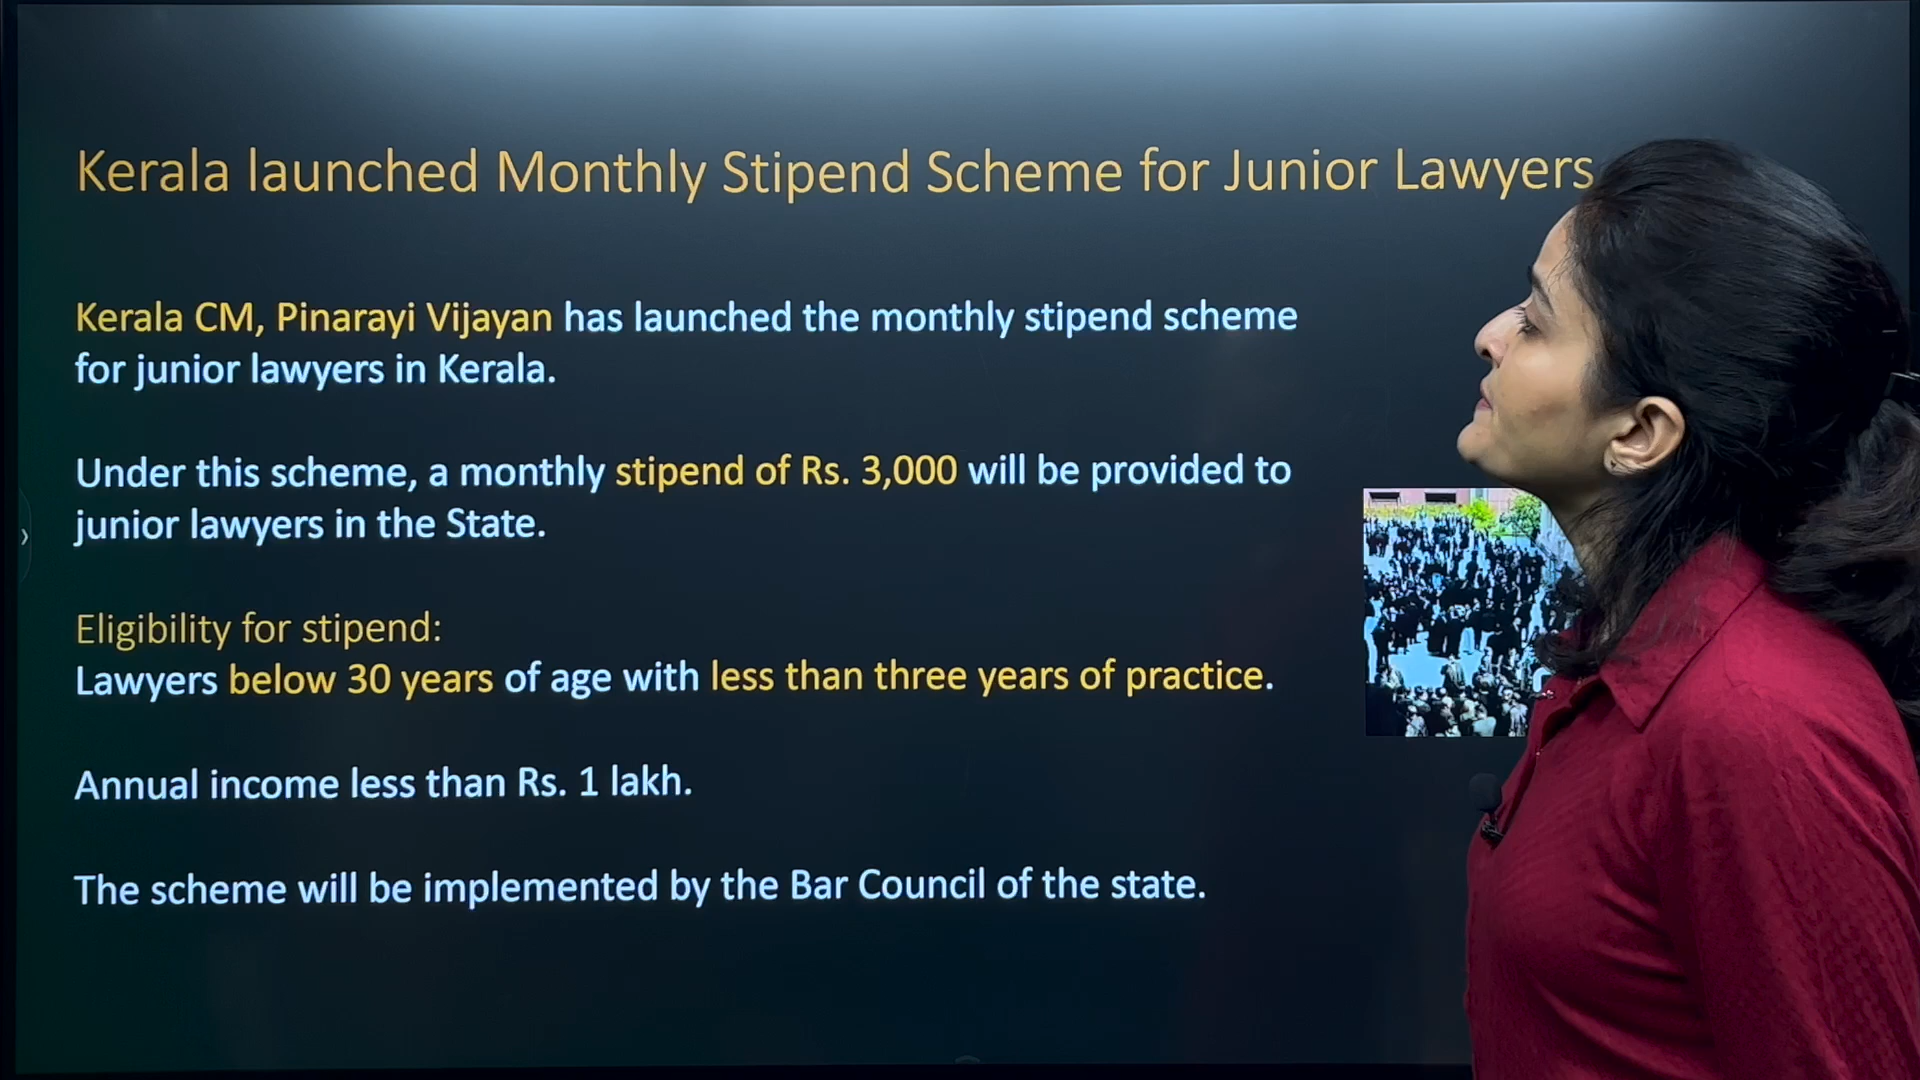 Kerala launched Monthly Stipend Scheme for Junior Lawyers
Kerala CM, Pinarayi Vijayan has launched the monthly stipend scheme
for junior lawyers in Kerala.
Under this scheme, a monthly stipend of Rs. 3,000 will be provided to
junior lawyers in the State.
Eligibility for stipend:
Lawyers below 30 years of age with less than three years of practice.
Annual income less than Rs. 1 lakh.
The scheme will be implemented by the Bar Council of the state.